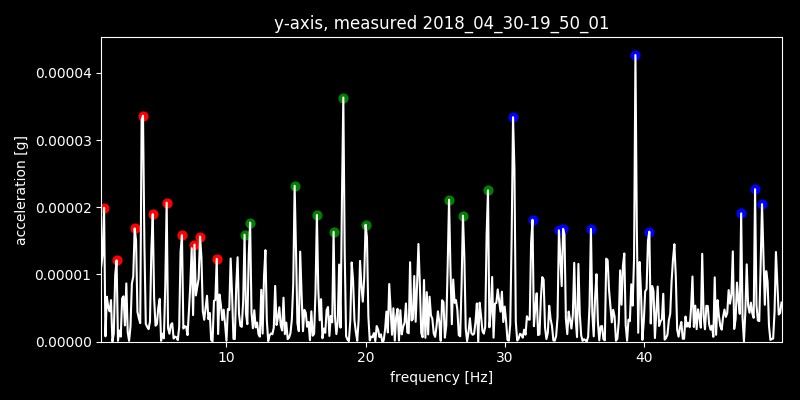 y-axis, measured 2018_04_30-19_50_01
acceleration [g]
0.00004
0.00003
0.00002
0.00001
0.00000
10 20 30 40
frequency [Hz]